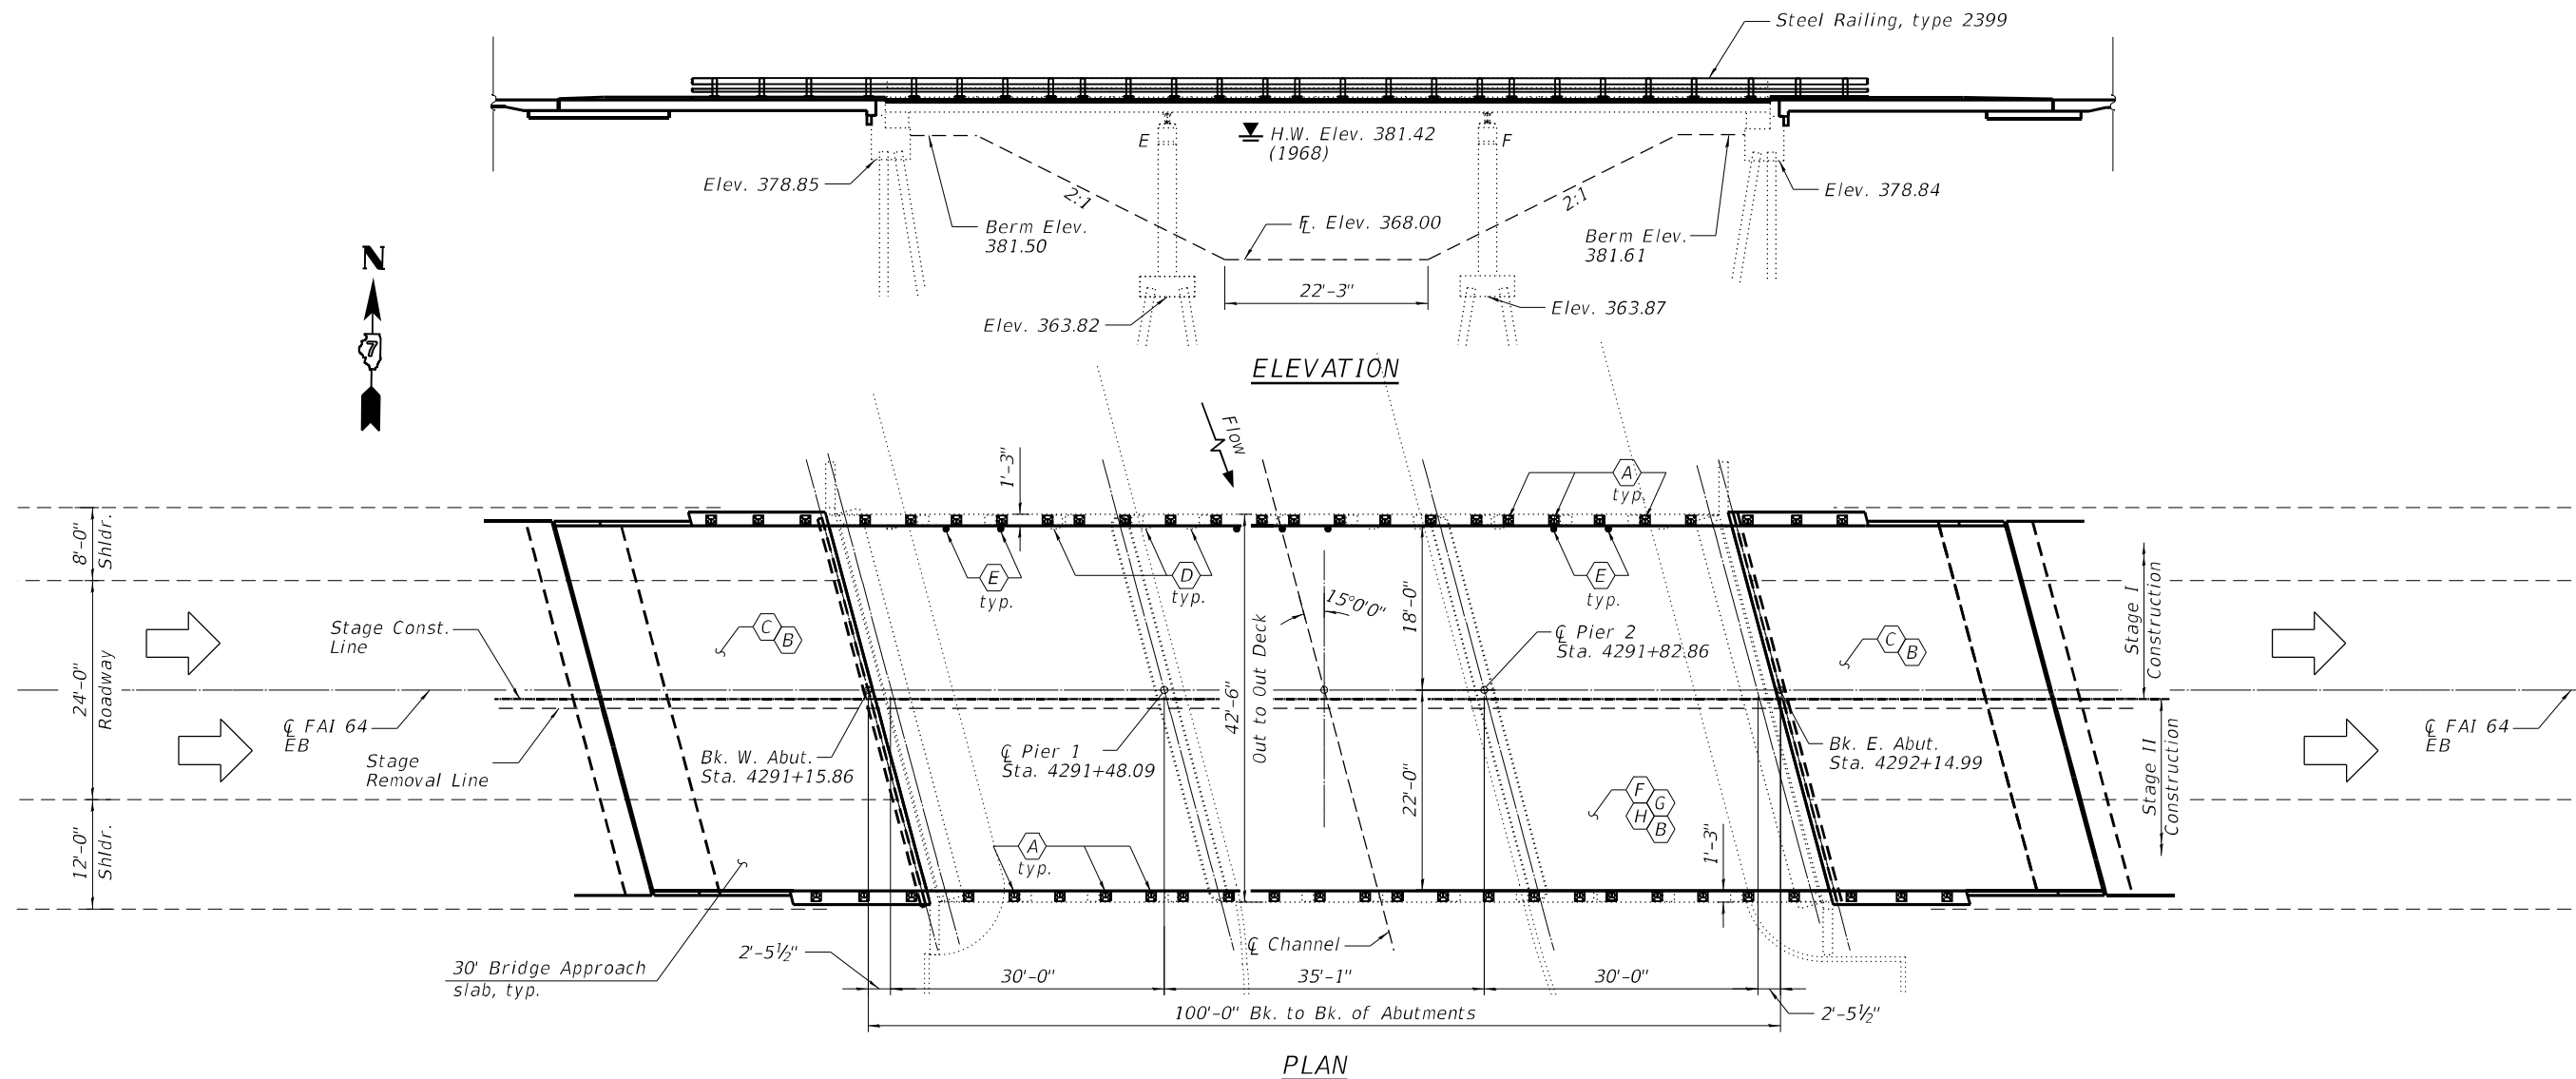 Steel Railing, type 2399
E
H.W. Elev. 381.42
(1968)
F
Elev. 378.85
Elev. 378.84
2:1
2:1
Berm Elev.
381.50
℄. Elev. 368.00
Berm Elev.
381.61
N
7
22'-3"
Elev. 363.82
Elev. 363.87
ELEVATION
Flow
1'-3"
A
typ.
8'-0"
Shldr.
E
typ.
D
typ.
E
typ.
15°0'0"
18'-0"
Stage I
Construction
Stage Const.
Line
C
B
℄ Pier 2
Sta. 4291+82.86
C
B
24'-0"
Roadway
42'-6"
Out to Out Deck
℄ FAI 64
EB
Stage
Removal Line
Bk. W. Abut.
Sta. 4291+15.86
℄ Pier 1
Sta. 4291+48.09
Bk. E. Abut.
Sta. 4292+14.99
℄ FAI 64
EB
Stage II
Construction
22'-0"
F
G
H
B
12'-0"
Shldr.
A
typ.
1'-3"
2'-5½"
℄ Channel
30' Bridge Approach
slab, typ.
30'-0"
35'-1"
30'-0"
100'-0" Bk. to Bk. of Abutments
2'-5½"
PLAN